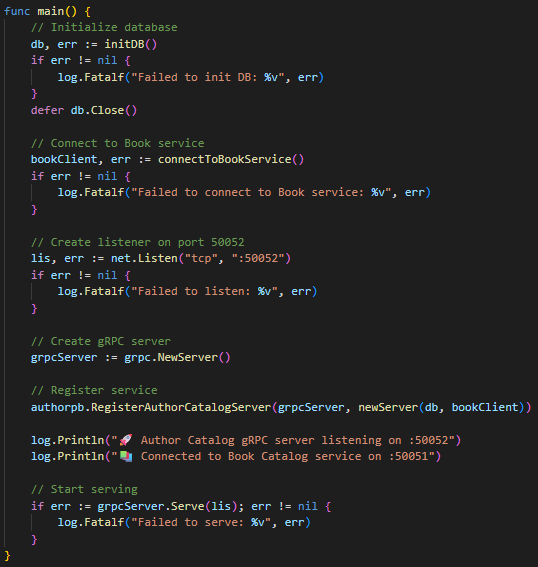 func main() {
    // Initialize database
    db, err := initDB()
    if err != nil {
        log.Fatalf("Failed to init DB: %v", err)
    }
    defer db.Close()

    // Connect to Book service
    bookClient, err := connectToBookService()
    if err != nil {
        log.Fatalf("Failed to connect to Book service: %v", err)
    }

    // Create listener on port 50052
    lis, err := net.Listen("tcp", ":50052")
    if err != nil {
        log.Fatalf("Failed to listen: %v", err)
    }

    // Create gRPC server
    grpcServer := grpc.NewServer()

    // Register service
    authorpb.RegisterAuthorCatalogServer(grpcServer, newServer(db, bookClient))

    log.Println("🚀 Author Catalog gRPC server listening on :50052")
    log.Println("📚 Connected to Book Catalog service on :50051")

    // Start serving
    if err := grpcServer.Serve(lis); err != nil {
        log.Fatalf("Failed to serve: %v", err)
    }
}